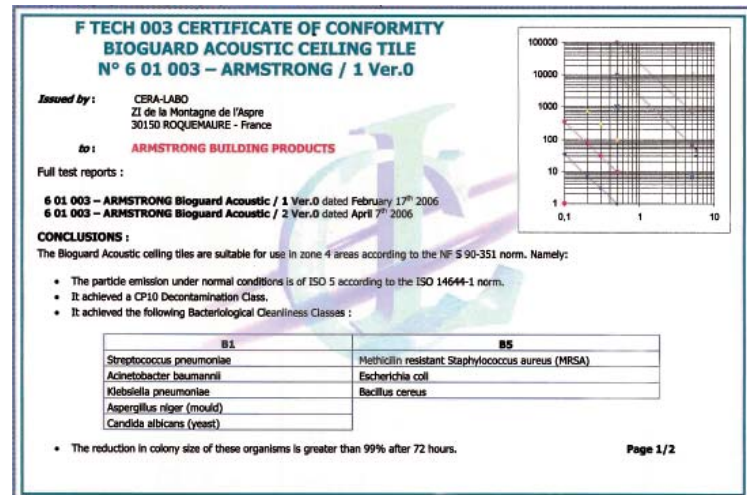 F TECH 003 CERTIFICATE OF CONFORMITY
BIOGUARD ACOUSTIC CEILING TILE
N° 6 01 003 – ARMSTRONG / 1 Ver.0
Issued by : CERA-LABO
ZI de la Montagne de l'Aspre
30150 ROQUEMAURE - France
to : ARMSTRONG BUILDING PRODUCTS
Full test reports :
6 01 003 – ARMSTRONG Bioguard Acoustic / 1 Ver.0 dated February 17th 2006
6 01 003 – ARMSTRONG Bioguard Acoustic / 2 Ver.0 dated April 7th 2006
100000
10000
1000
100
10
1
0,1 1 10
CONCLUSIONS :
The Bioguard Acoustic ceiling tiles are suitable for use in zone 4 areas according to the NF S 90-351 norm. Namely:
• The particle emission under normal conditions is of ISO 5 according to the ISO 14644-1 norm.
• It achieved a CP10 Decontamination Class.
• It achieved the following Bacteriological Cleanliness Classes :
B1 B5
Streptococcus pneumoniae Methicilin resistant Staphylococcus aureus (MRSA)
Acinetobacter baumannii Escherichia coli
Klebsiella pneumoniae Bacillus cereus
Aspergillus niger (mould)
Candida albicans (yeast)
• The reduction in colony size of these organisms is greater than 99% after 72 hours. Page 1/2